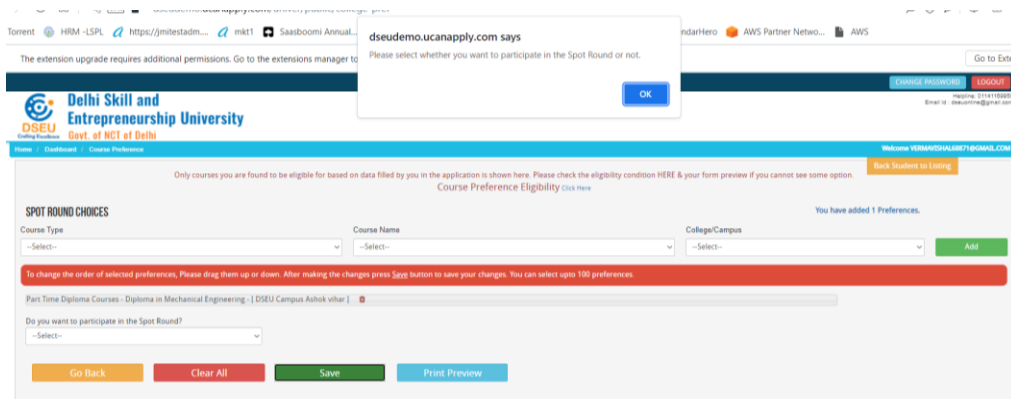 dseudemo.ucanapply.com says
Please select whether you want to participate in the Spot Round or not.
OK
Torrent HRM -LSPL https://jmitestadm.... mkt1 Saasboomi Annual... ndarHero AWS Partner Netwo... AWS
The extension upgrade requires additional permissions. Go to the extensions manager to
Go to Exte
CHANGE PASSWORD LOGOUT
DSEU
Delhi Skill and
Entrepreneurship University
Govt. of NCT of Delhi
Home / Dashboard / Course Preference
Welcome VERMAVISHAL68871@GMAIL.COM
Back Student to Listing
Only courses you are found to be eligible for based on data filled by you in the application is shown here. Please check the eligibility condition HERE & your form preview if you cannot see some option.
Course Preference Eligibility Click Here
SPOT ROUND CHOICES
You have added 1 Preferences.
Course Type Course Name College/Campus
--Select-- --Select-- --Select-- Add
To change the order of selected preferences, Please drag them up or down. After making the changes press Save button to save your changes. You can select upto 100 preferences.
Part Time Diploma Courses - Diploma in Mechanical Engineering - [ DSEU Campus Ashok vihar ]
Do you want to participate in the Spot Round?
--Select--
Go Back Clear All Save Print Preview